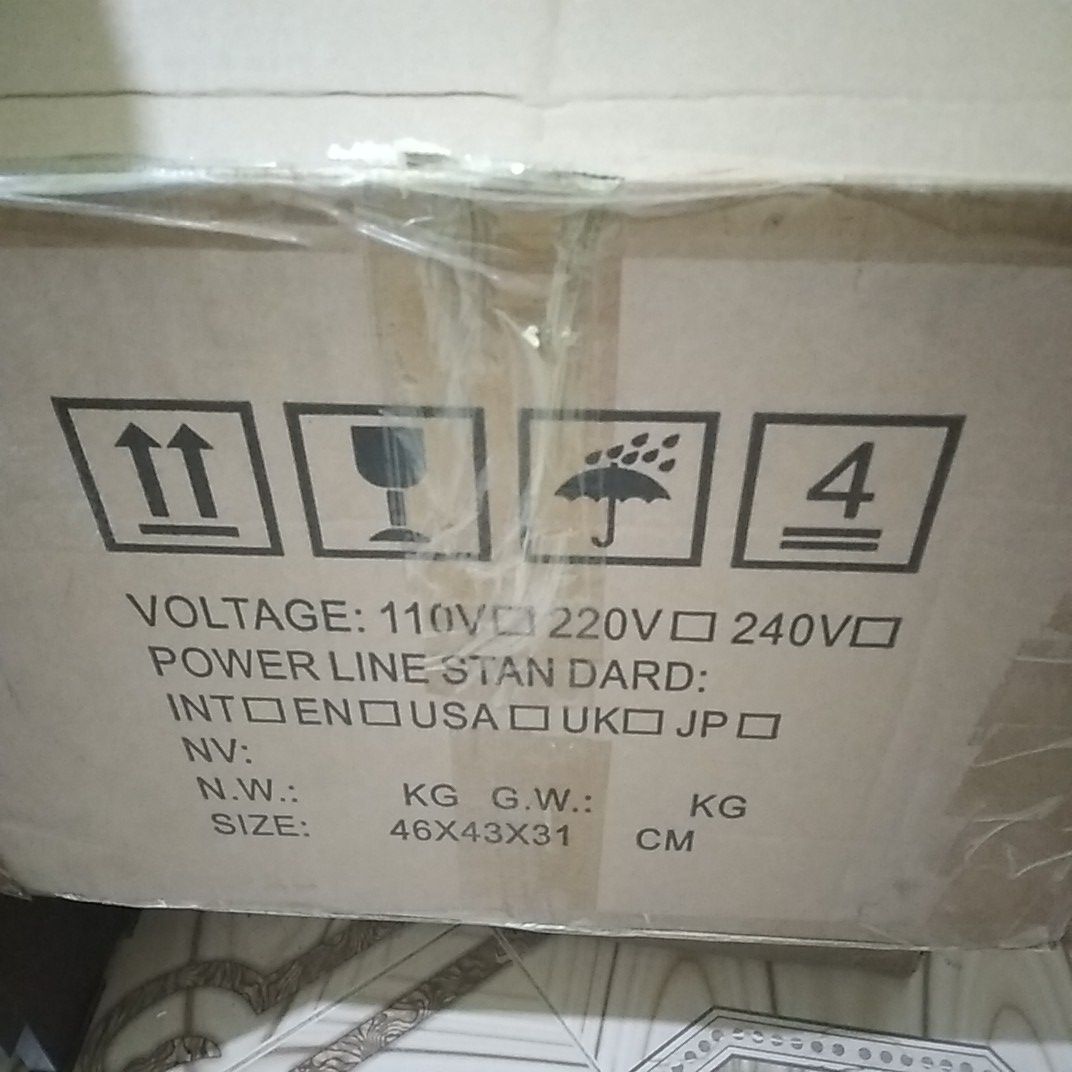 4
VOLTAGE: 110V☐ 220V☐ 240V☐
POWER LINE STAN DARD:
INT☐EN☐USA☐UK☐JP☐
NV:
N.W.: KG G.W.: KG
SIZE: 46X43X31 CM